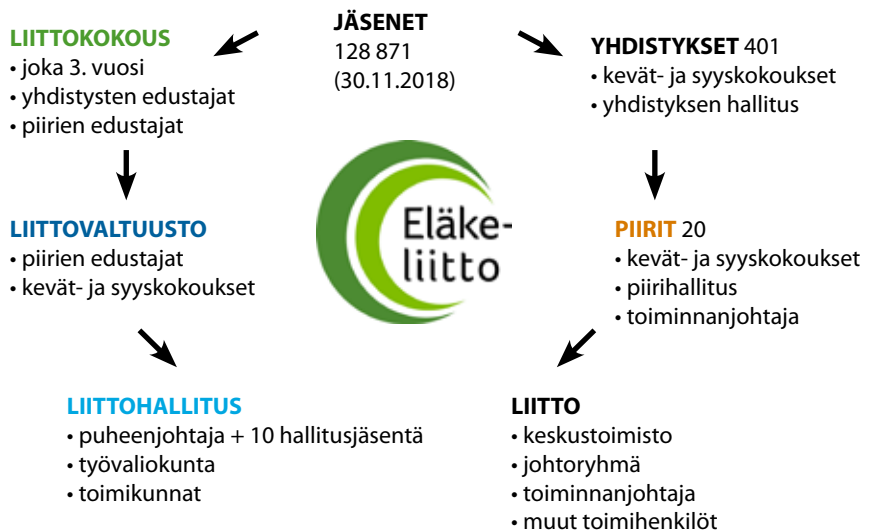 JÄSENET
128 871
(30.11.2018)
LIITTOKOKOUS
• joka 3. vuosi
• yhdistysten edustajat
• piirien edustajat
YHDISTYKSET 401
• kevät- ja syyskokoukset
• yhdistyksen hallitus
Eläke-
liitto
LIITTOVALTUUSTO
• piirien edustajat
• kevät- ja syyskokoukset
PIIRIT 20
• kevät- ja syyskokoukset
• piirihallitus
• toiminnanjohtaja
LIITTOHALLITUS
• puheenjohtaja + 10 hallitusjäsentä
• työvaliokunta
• toimikunnat
LIITTO
• keskustoimisto
• johtoryhmä
• toiminnanjohtaja
• muut toimihenkilöt